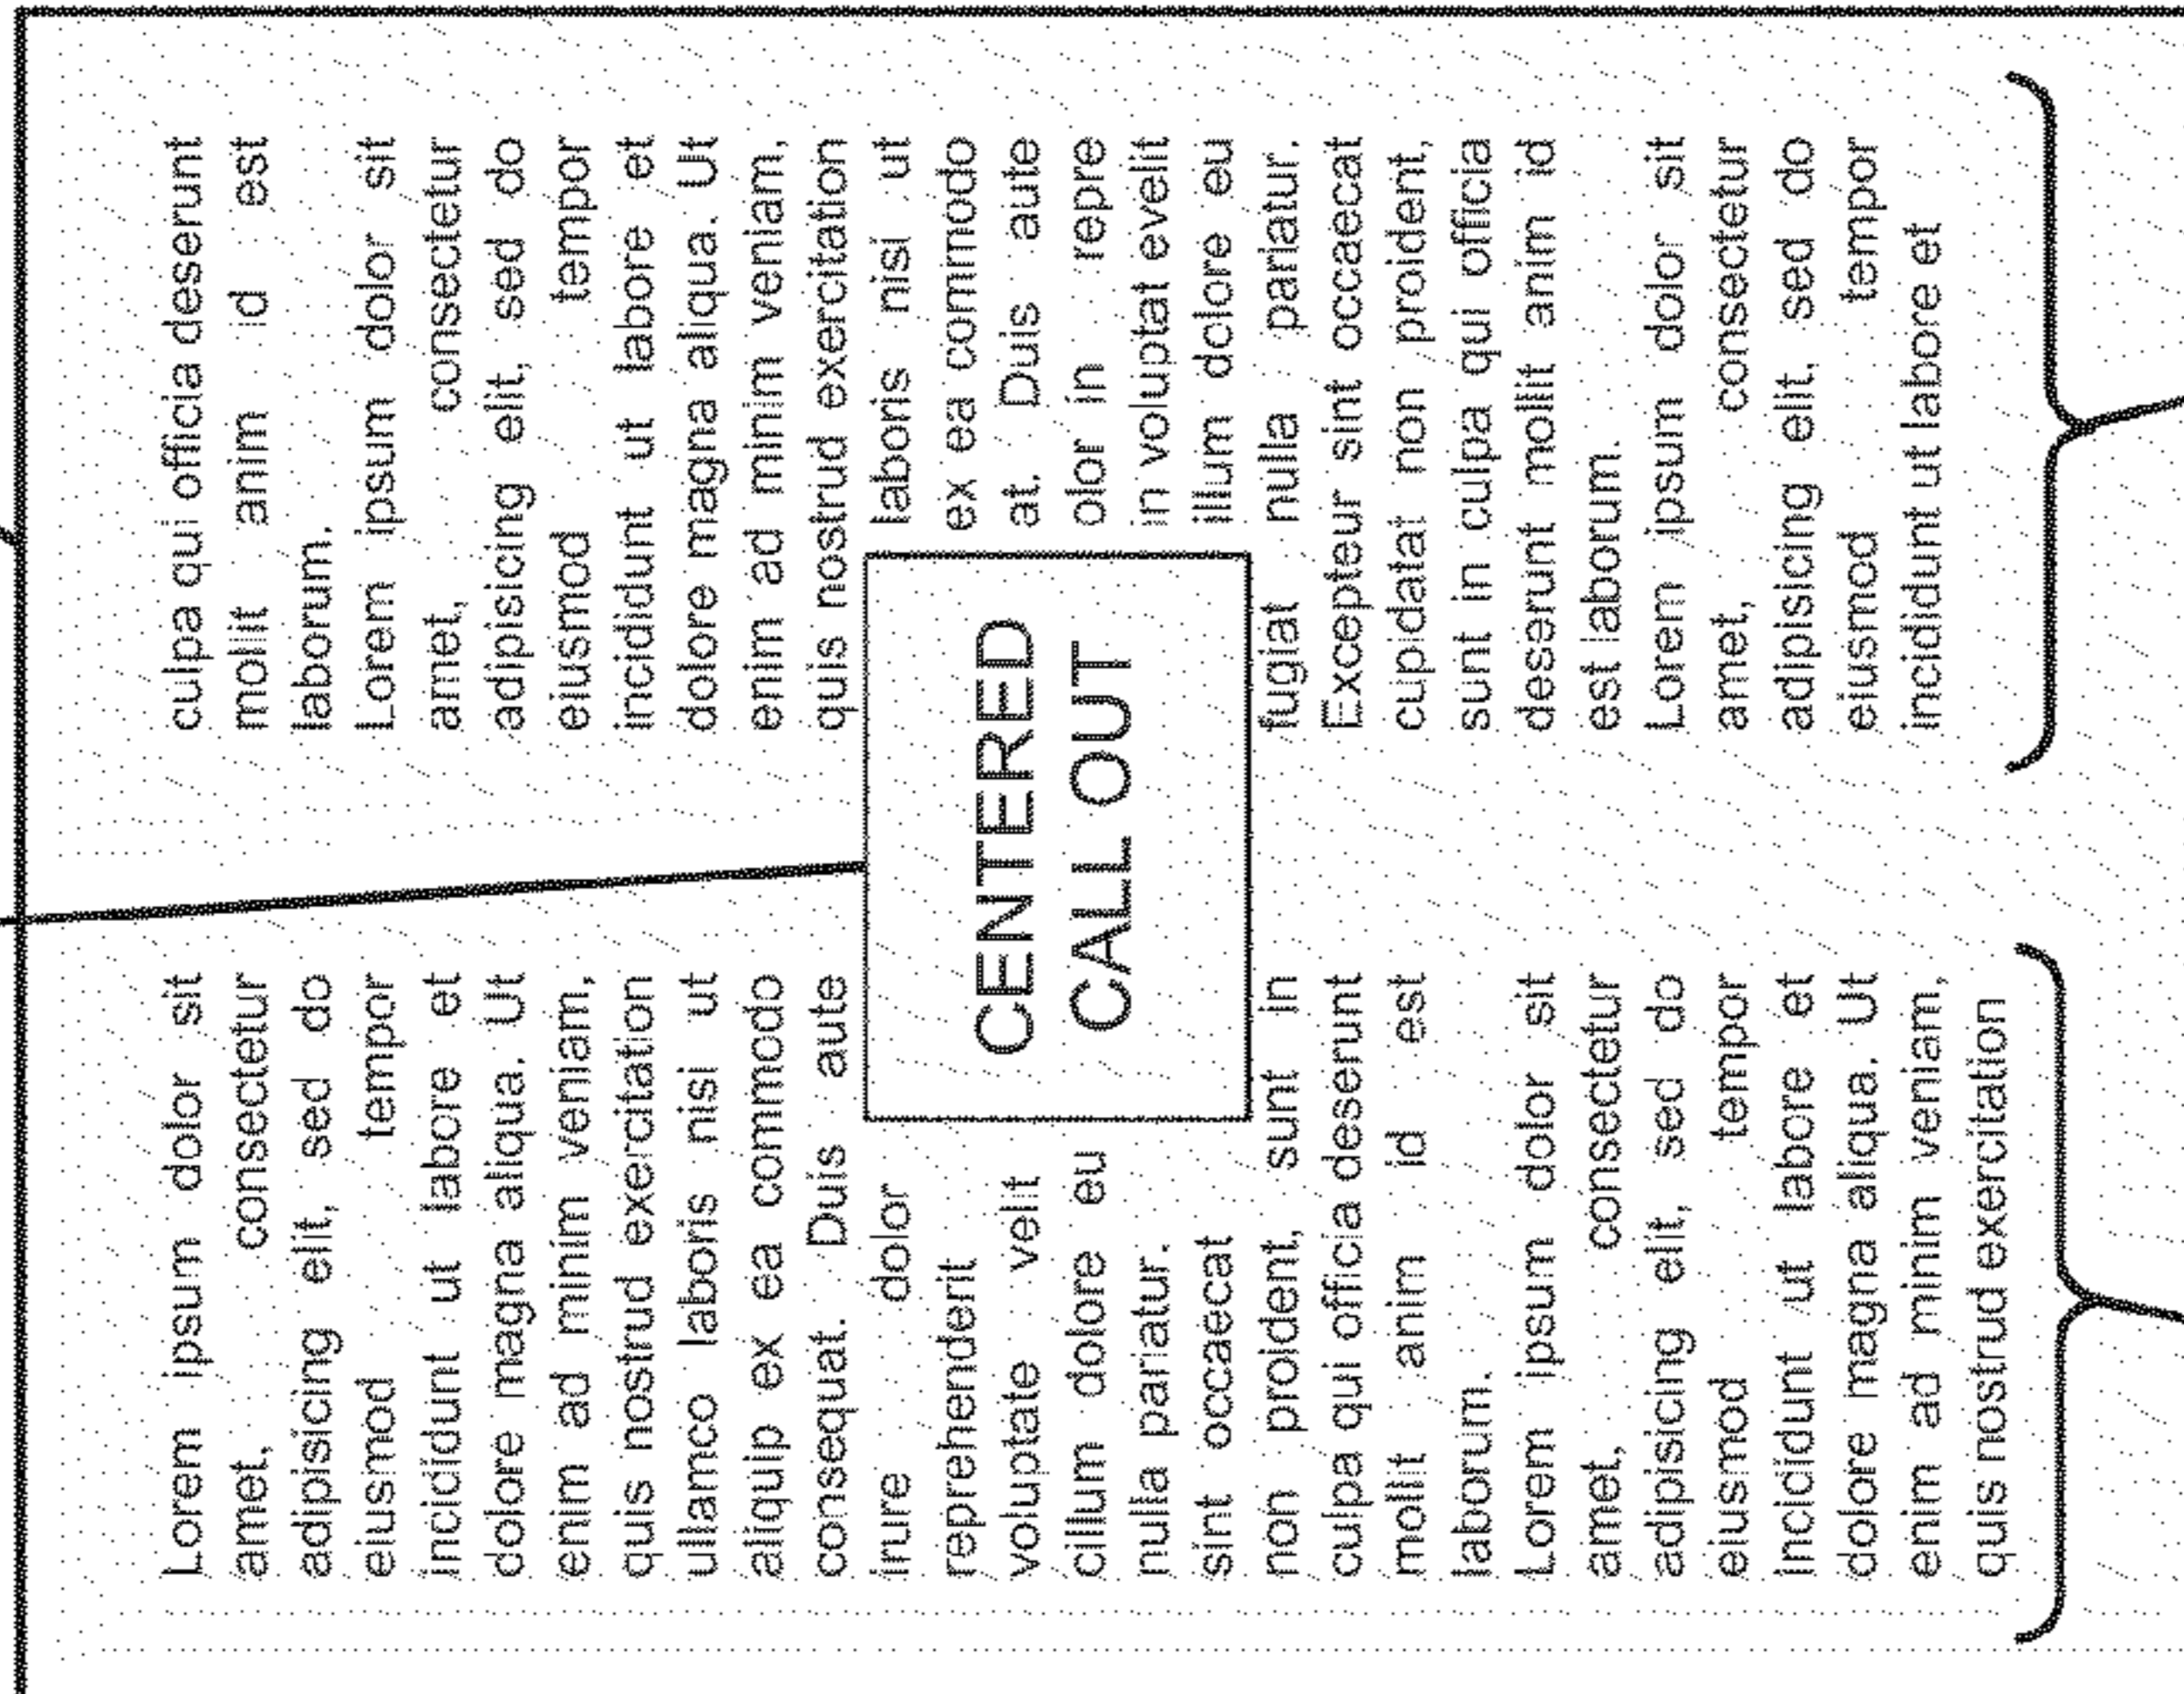 Lorem ipsum dolor sit
amet, consectetur
adipisicing elit, sed do
eiusmod tempor
incididunt ut labore et
dolore magna aliqua. Ut
enim ad minim veniam,
quis nostrud exercitation
ullamco laboris nisi ut
aliquip ex ea commodo
consequat. Duis aute
irure dolor
reprehenderit
voluptate velit
cillum dolore eu
nulla pariatur.
sint occaecat
non proident, sunt in
culpa qui officia deserunt
mollit anim id est
laborum.
Lorem ipsum dolor sit
amet, consectetur
adipisicing elit, sed do
eiusmod tempor
incididunt ut labore et
dolore magna aliqua. Ut
enim ad minim veniam,
quis nostrud exercitation
CENTERED
CALL OUT
culpa qui officia deserunt
mollit anim id est
laborum.
Lorem ipsum dolor sit
amet, consectetur
adipisicing elit, sed do
eiusmod tempor
incididunt ut labore et
dolore magna aliqua. Ut
enim ad minim veniam,
quis nostrud exercitation
laboris nisi ut
ex ea commodo
at. Duis aute
olor in repre
in voluptat evelit
illum dolore eu
fugiat nulla pariatur.
Excepteur sint occaecat
cupidatat non proident,
sunt in culpa qui officia
deserunt mollit anim id
est laborum.
Lorem ipsum dolor sit
amet, consectetur
adipisicing elit, sed do
eiusmod tempor
incididunt ut labore et